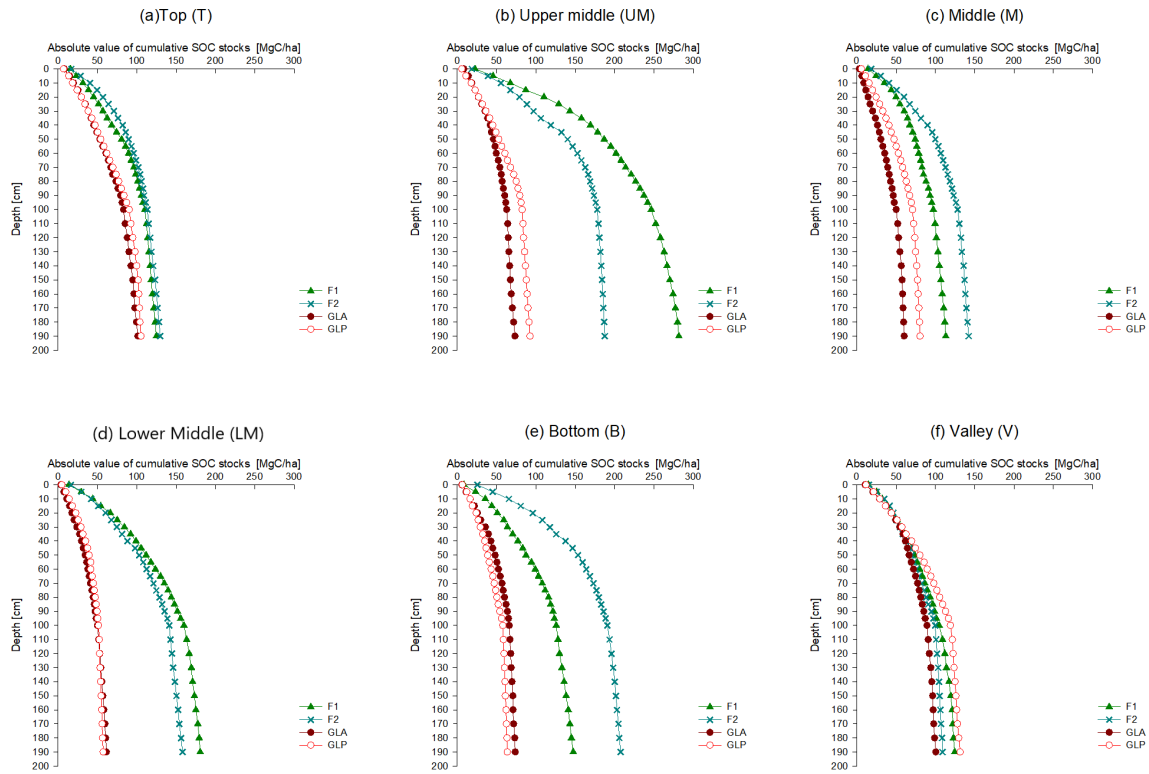 (a)Top (T)
Absolute value of cumulative SOC stocks [MgC/ha]
0 50 100 150 200 250 300
Depth [cm]
0
10
20
30
40
50
60
70
80
90
100
110
120
130
140
150
160
170
180
190
200
F1
F2
GLA
GLP
(b) Upper middle (UM)
Absolute value of cumulative SOC stocks [MgC/ha]
0 50 100 150 200 250 300
Depth [cm]
0
10
20
30
40
50
60
70
80
90
100
110
120
130
140
150
160
170
180
190
200
F1
F2
GLA
GLP
(c) Middle (M)
Absolute value of cumulative SOC stocks [MgC/ha]
0 50 100 150 200 250 300
Depth [cm]
0
10
20
30
40
50
60
70
80
90
100
110
120
130
140
150
160
170
180
190
200
F1
F2
GLA
GLP
(d) Lower Middle (LM)
Absolute value of cumulative SOC stocks [MgC/ha]
0 50 100 150 200 250 300
Depth [cm]
0
10
20
30
40
50
60
70
80
90
100
110
120
130
140
150
160
170
180
190
200
F1
F2
GLA
GLP
(e) Bottom (B)
Absolute value of cumulative SOC stocks [MgC/ha]
0 50 100 150 200 250 300
Depth [cm]
0
10
20
30
40
50
60
70
80
90
100
110
120
130
140
150
160
170
180
190
200
F1
F2
GLA
GLP
(f) Valley (V)
Absolute value of cumulative SOC stocks [MgC/ha]
0 50 100 150 200 250 300
Depth [cm]
0
10
20
30
40
50
60
70
80
90
100
110
120
130
140
150
160
170
180
190
200
F1
F2
GLA
GLP